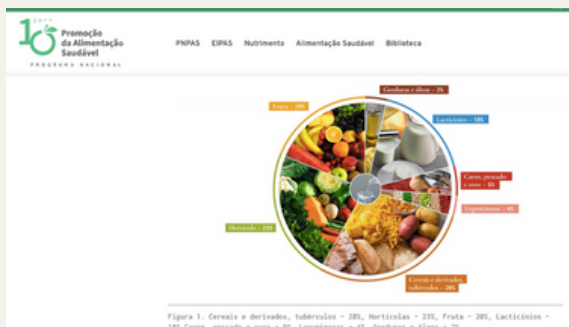 10
Promoção
da Alimentação
Saudável
PROGRAMA NACIONAL
PNPAS EIPAS Nutrimento Alimentação Saudável Biblioteca
Gorduras e óleos - 2%
Fruta - 20%
Lacticínios - 18%
Carne, pescado
e ovos - 5%
Leguminosas - 4%
Hortícolas - 23%
Cereais e derivados,
tubérculos - 28%
Figura 1. Cereais e derivados, tubérculos - 28%, Hortícolas - 23%, Fruta - 20%, Lacticínios -
18% Carne, pescado e ovos - 5%, Leguminosas - 4%, Gorduras e óleos - 2%